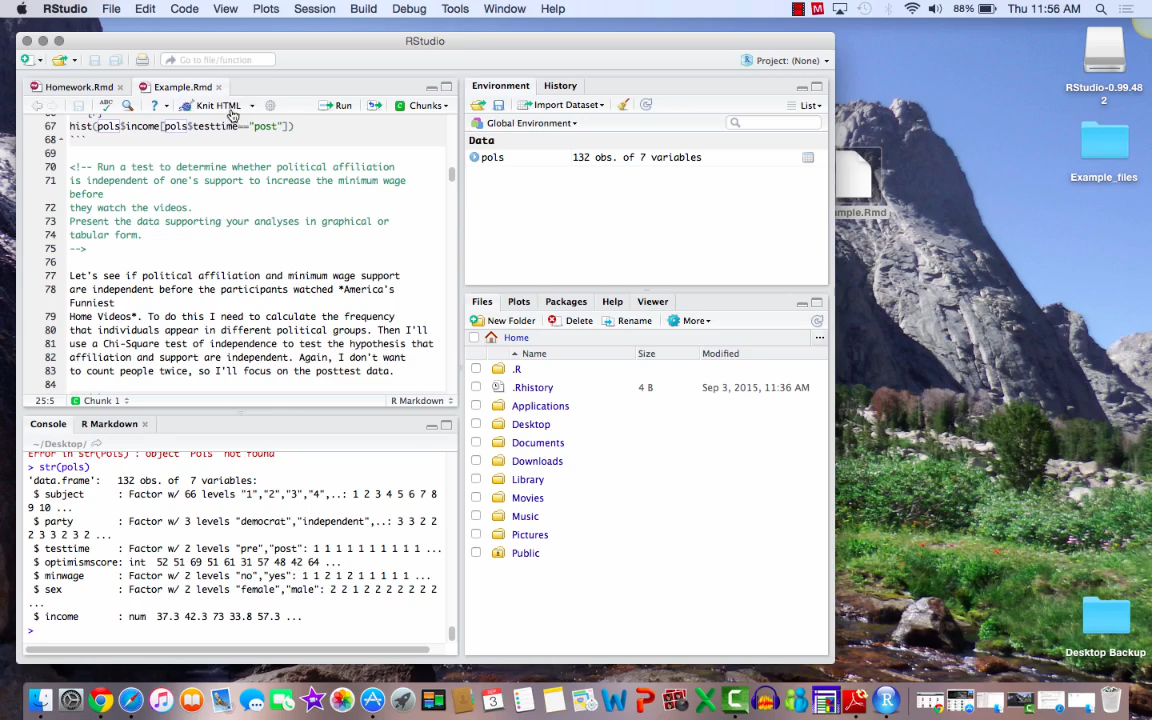 RStudio File Edit Code View Plots Session Build Debug Tools Window Help 88% Thu 11:56 AM
RStudio
Go to file/function Project: (None)
Homework.Rmd Example.Rmd
ABC ? Knit HTML Run Chunks
67 hist(pols$income[pols$testtime=="post"])
68 ```
69
70 <!-- Run a test to determine whether political affiliation
71 is independent of one's support to increase the minimum wage
before
72 they watch the videos.
73 Present the data supporting your analyses in graphical or
74 tabular form.
75 -->
76
77 Let's see if political affiliation and minimum wage support
78 are independent before the participants watched *America's
Funniest
79 Home Videos*. To do this I need to calculate the frequency
80 that individuals appear in different political groups. Then I'll
81 use a Chi-Square test of independence to test the hypothesis that
82 affiliation and support are independent. Again, I don't want
83 to count people twice, so I'll focus on the posttest data.
84
25:5 Chunk 1 R Markdown
Console R Markdown
~/Desktop/
Error in str(Pols) : object 'Pols' not found
> str(pols)
'data.frame': 132 obs. of 7 variables:
$ subject : Factor w/ 66 levels "1","2","3","4",..: 1 2 3 4 5 6 7 8
9 10 ...
$ party : Factor w/ 3 levels "democrat","independent",..: 3 3 2 2
2 3 3 2 3 2 ...
$ testtime : Factor w/ 2 levels "pre","post": 1 1 1 1 1 1 1 1 1 1 ...
$ optimismscore: int 52 51 69 51 61 31 57 48 42 64 ...
$ minwage : Factor w/ 2 levels "no","yes": 1 1 2 1 2 1 1 1 1 1 ...
$ sex : Factor w/ 2 levels "female","male": 2 2 1 2 2 2 2 2 2 2
...
$ income : num 37.3 42.3 73 33.8 57.3 ...
>
Environment History
Import Dataset List
Global Environment
Data
pols 132 obs. of 7 variables
Files Plots Packages Help Viewer
New Folder Delete Rename More
Home ...
Name Size Modified
.R
.Rhistory 4 B Sep 3, 2015, 11:36 AM
Applications
Desktop
Documents
Downloads
Library
Movies
Music
Pictures
Public
RStudio-0.99.48
2
Example_files
ample.Rmd
Desktop Backup